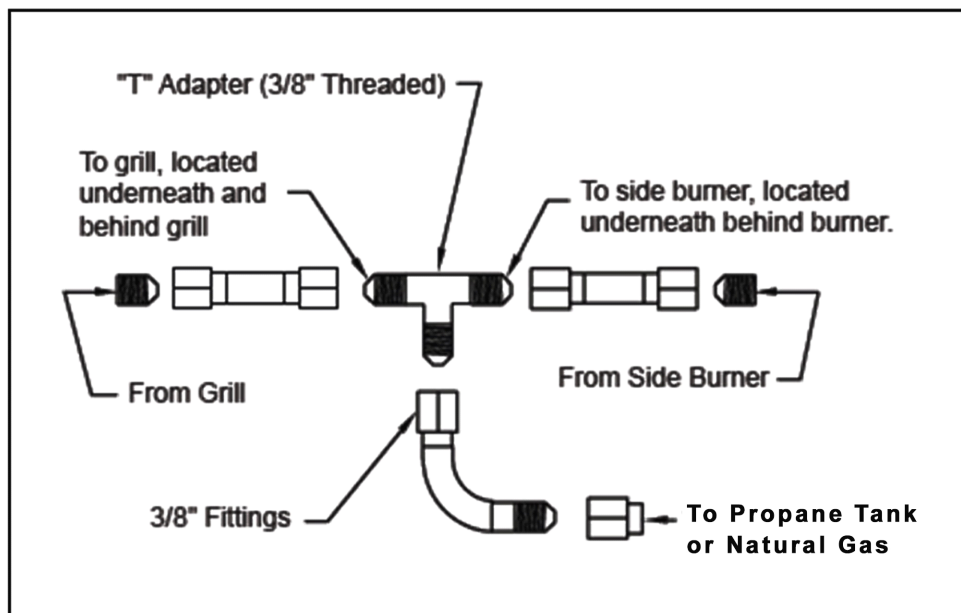 "T" Adapter (3/8" Threaded)
To grill, located
underneath and
behind grill
To side burner, located
underneath behind burner.
From Grill
From Side Burner
3/8" Fittings
To Propane Tank
or Natural Gas